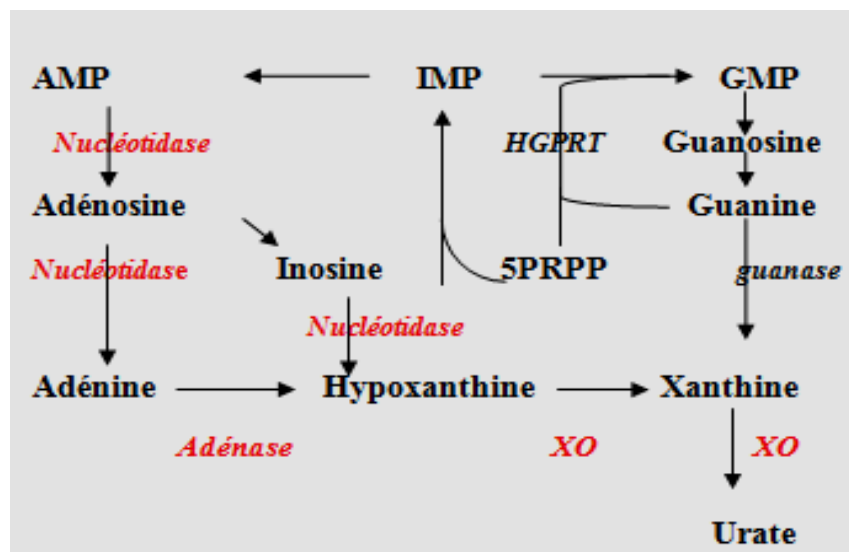 AMP IMP GMP
Nucléotidase HGPRT Guanosine
Adénosine Guanine
Nucléotidase Inosine 5PRPP guanase
Nucléotidase
Adénine Hypoxanthine Xanthine
Adénase XO XO
Urate